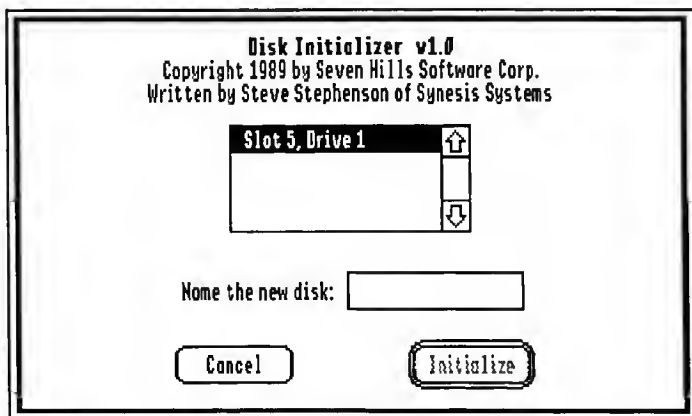 Disk Initializer v1.0
Copyright 1989 by Seven Hills Software Corp.
Written by Steve Stephenson of Synesis Systems
Slot 5, Drive 1
Name the new disk:
Cancel
Initialize